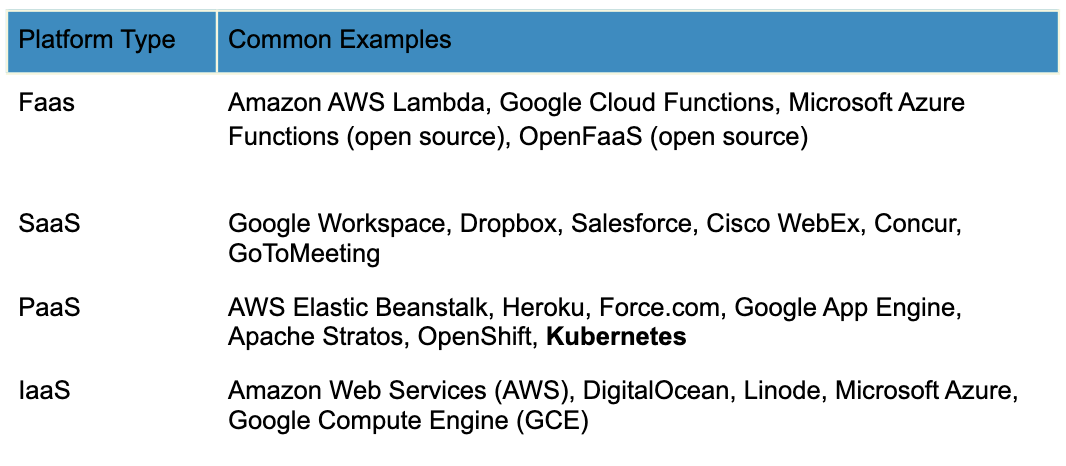 Platform Type Common Examples
Faas Amazon AWS Lambda, Google Cloud Functions, Microsoft Azure
Functions (open source), OpenFaaS (open source)
SaaS Google Workspace, Dropbox, Salesforce, Cisco WebEx, Concur,
GoToMeeting
PaaS AWS Elastic Beanstalk, Heroku, Force.com, Google App Engine,
Apache Stratos, OpenShift, Kubernetes
IaaS Amazon Web Services (AWS), DigitalOcean, Linode, Microsoft Azure,
Google Compute Engine (GCE)